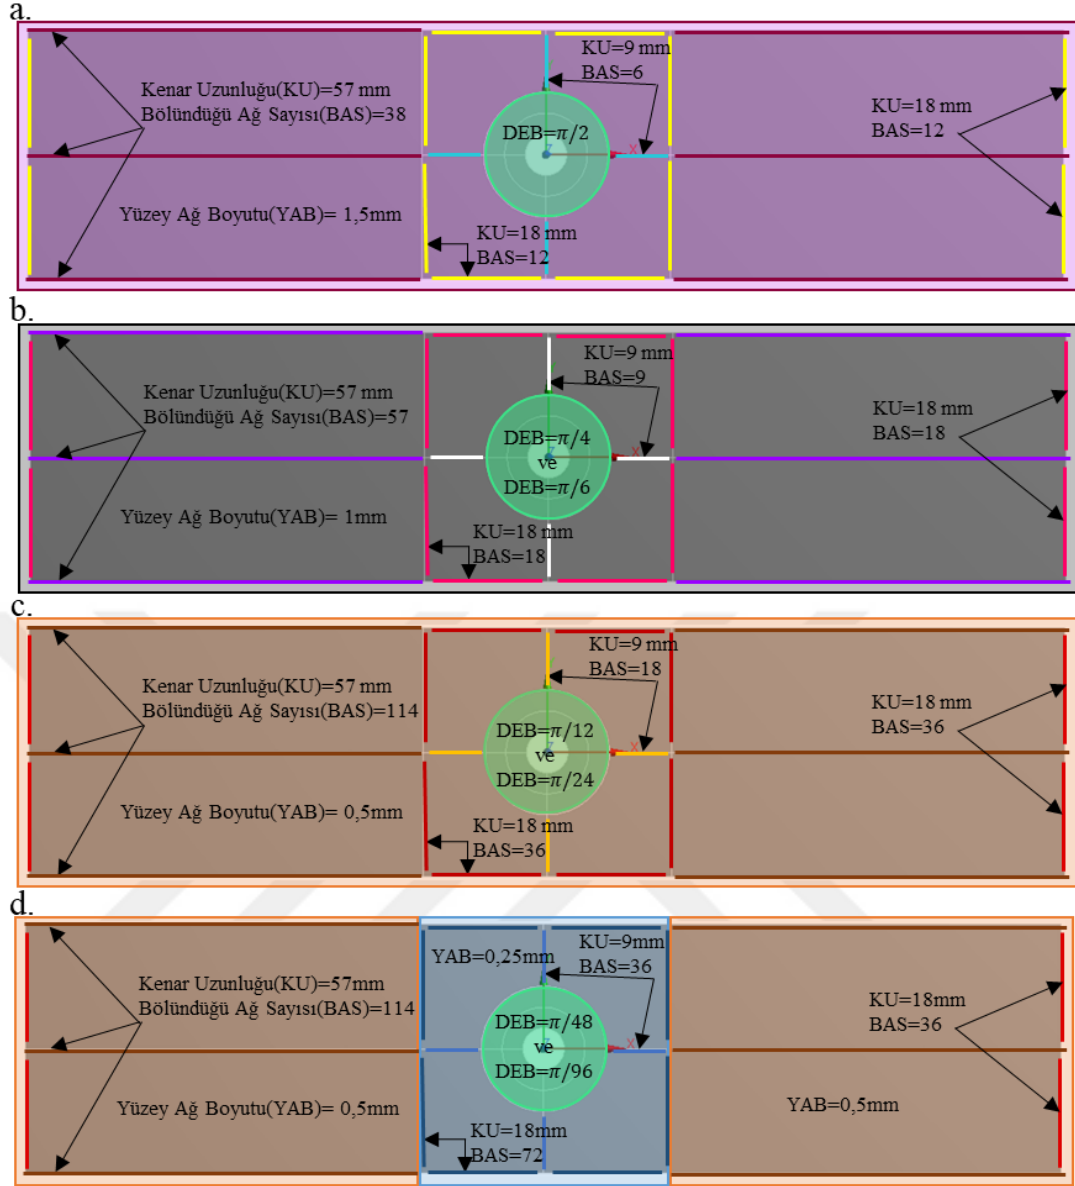 a.
Kenar Uzunluğu(KU)=57 mm
Bölündüğü Ağ Sayısı(BAS)=38
Yüzey Ağ Boyutu(YAB)= 1,5mm
KU=9 mm
BAS=6
DEB=π/2
X
KU=18 mm
BAS=12
KU=18 mm
BAS=12
b.
Kenar Uzunluğu(KU)=57 mm
Bölündüğü Ağ Sayısı(BAS)=57
Yüzey Ağ Boyutu(YAB)= 1mm
KU=9 mm
BAS=9
DEB=π/4
ve
DEB=π/6
X
KU=18 mm
BAS=18
KU=18 mm
BAS=18
c.
Kenar Uzunluğu(KU)=57 mm
Bölündüğü Ağ Sayısı(BAS)=114
Yüzey Ağ Boyutu(YAB)= 0,5mm
KU=9 mm
BAS=18
DEB=π/12
ve
DEB=π/24
X
KU=18 mm
BAS=36
KU=18 mm
BAS=36
d.
Kenar Uzunluğu(KU)=57mm
Bölündüğü Ağ Sayısı(BAS)=114
Yüzey Ağ Boyutu(YAB)= 0,5mm
YAB=0,25mm
KU=9mm
BAS=36
DEB=π/48
ve
DEB=π/96
X
KU=18mm
BAS=72
KU=18mm
BAS=36
YAB=0,5mm